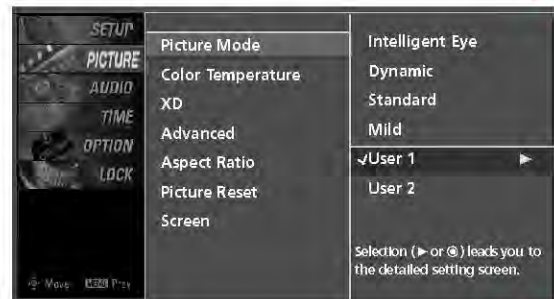 SETUP
PICTURE
AUDIO
TIME
OPTION
LOCK
Move MENU Prev
Picture Mode
Color Temperature
XD
Advanced
Aspect Ratio
Picture Reset
Screen
Intelligent Eye
Dynamic
Standard
Mild
✓User 1 ►
User 2
Selection (► or ◉) leads you to
the detailed setting screen.